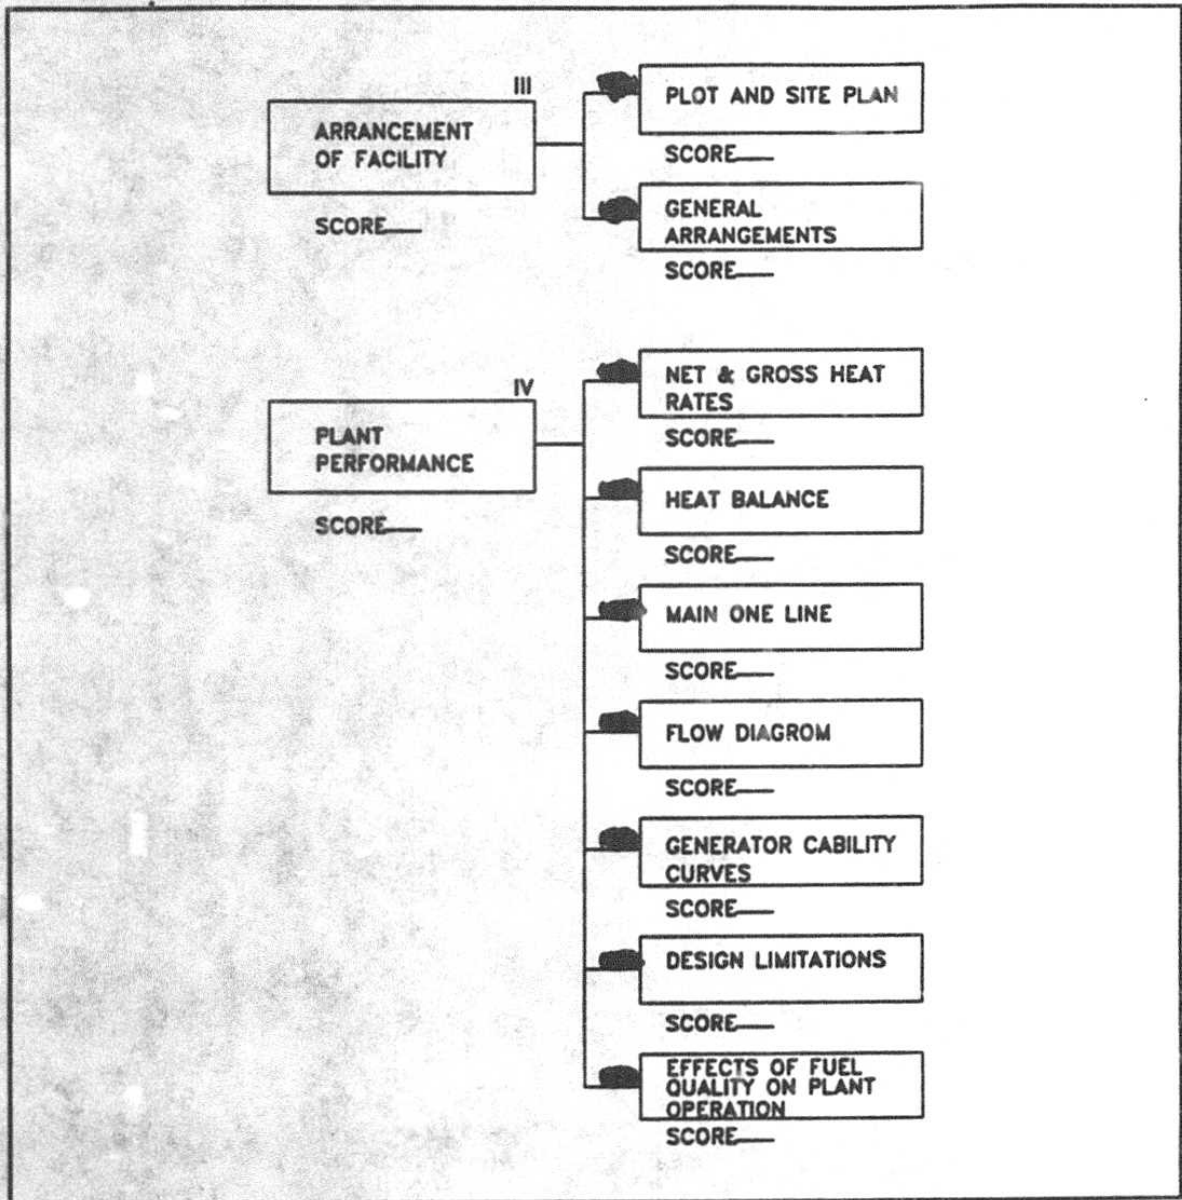 III
ARRANCEMENT
OF FACILITY
SCORE
PLOT AND SITE PLAN
SCORE
GENERAL
ARRANGEMENTS
SCORE
IV
PLANT
PERFORMANCE
SCORE
NET & GROSS HEAT
RATES
SCORE
HEAT BALANCE
SCORE
MAIN ONE LINE
SCORE
FLOW DIAGROM
SCORE
GENERATOR CABILITY
CURVES
SCORE
DESIGN LIMITATIONS
SCORE
EFFECTS OF FUEL
QUALITY ON PLANT
OPERATION
SCORE